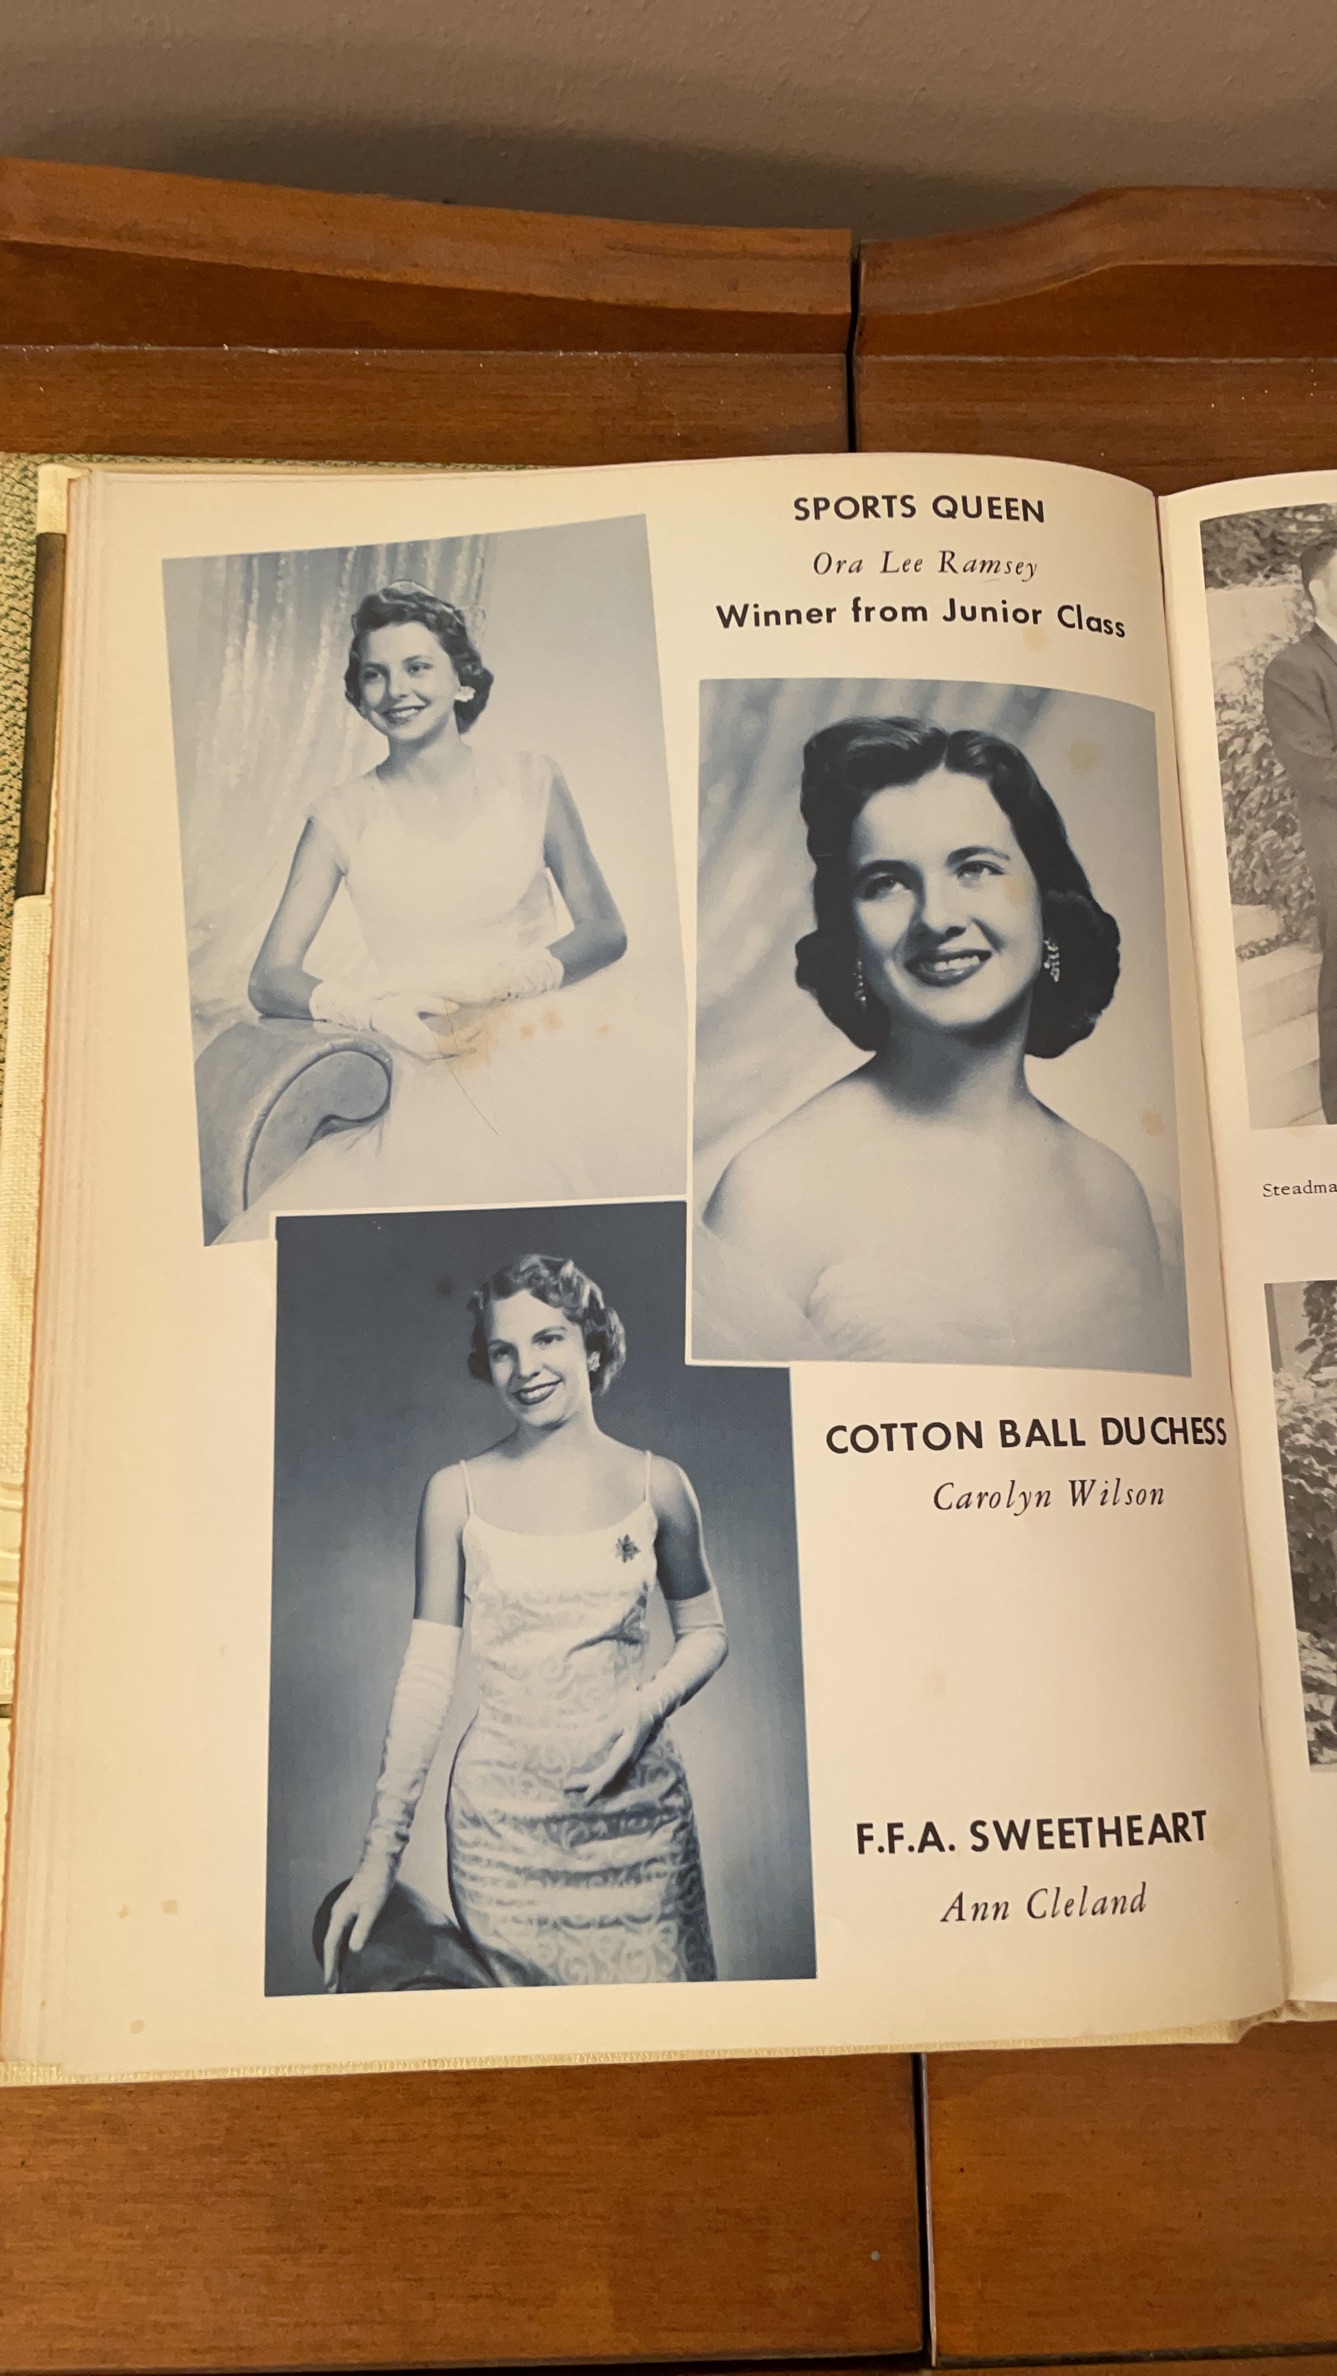 SPORTS QUEEN
Ora Lee Ramsey
Winner from Junior Class
COTTON BALL DUCHESS
Carolyn Wilson
F.F.A. SWEETHEART
Ann Cleland